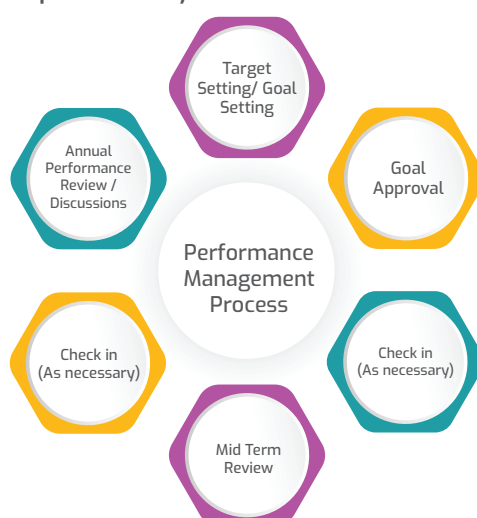 Target
Setting/ Goal
Setting
Goal
Approval
Check in
(As necessary)
Mid Term
Review
Check in
(As necessary)
Annual
Performance
Review /
Discussions
Performance
Management
Process